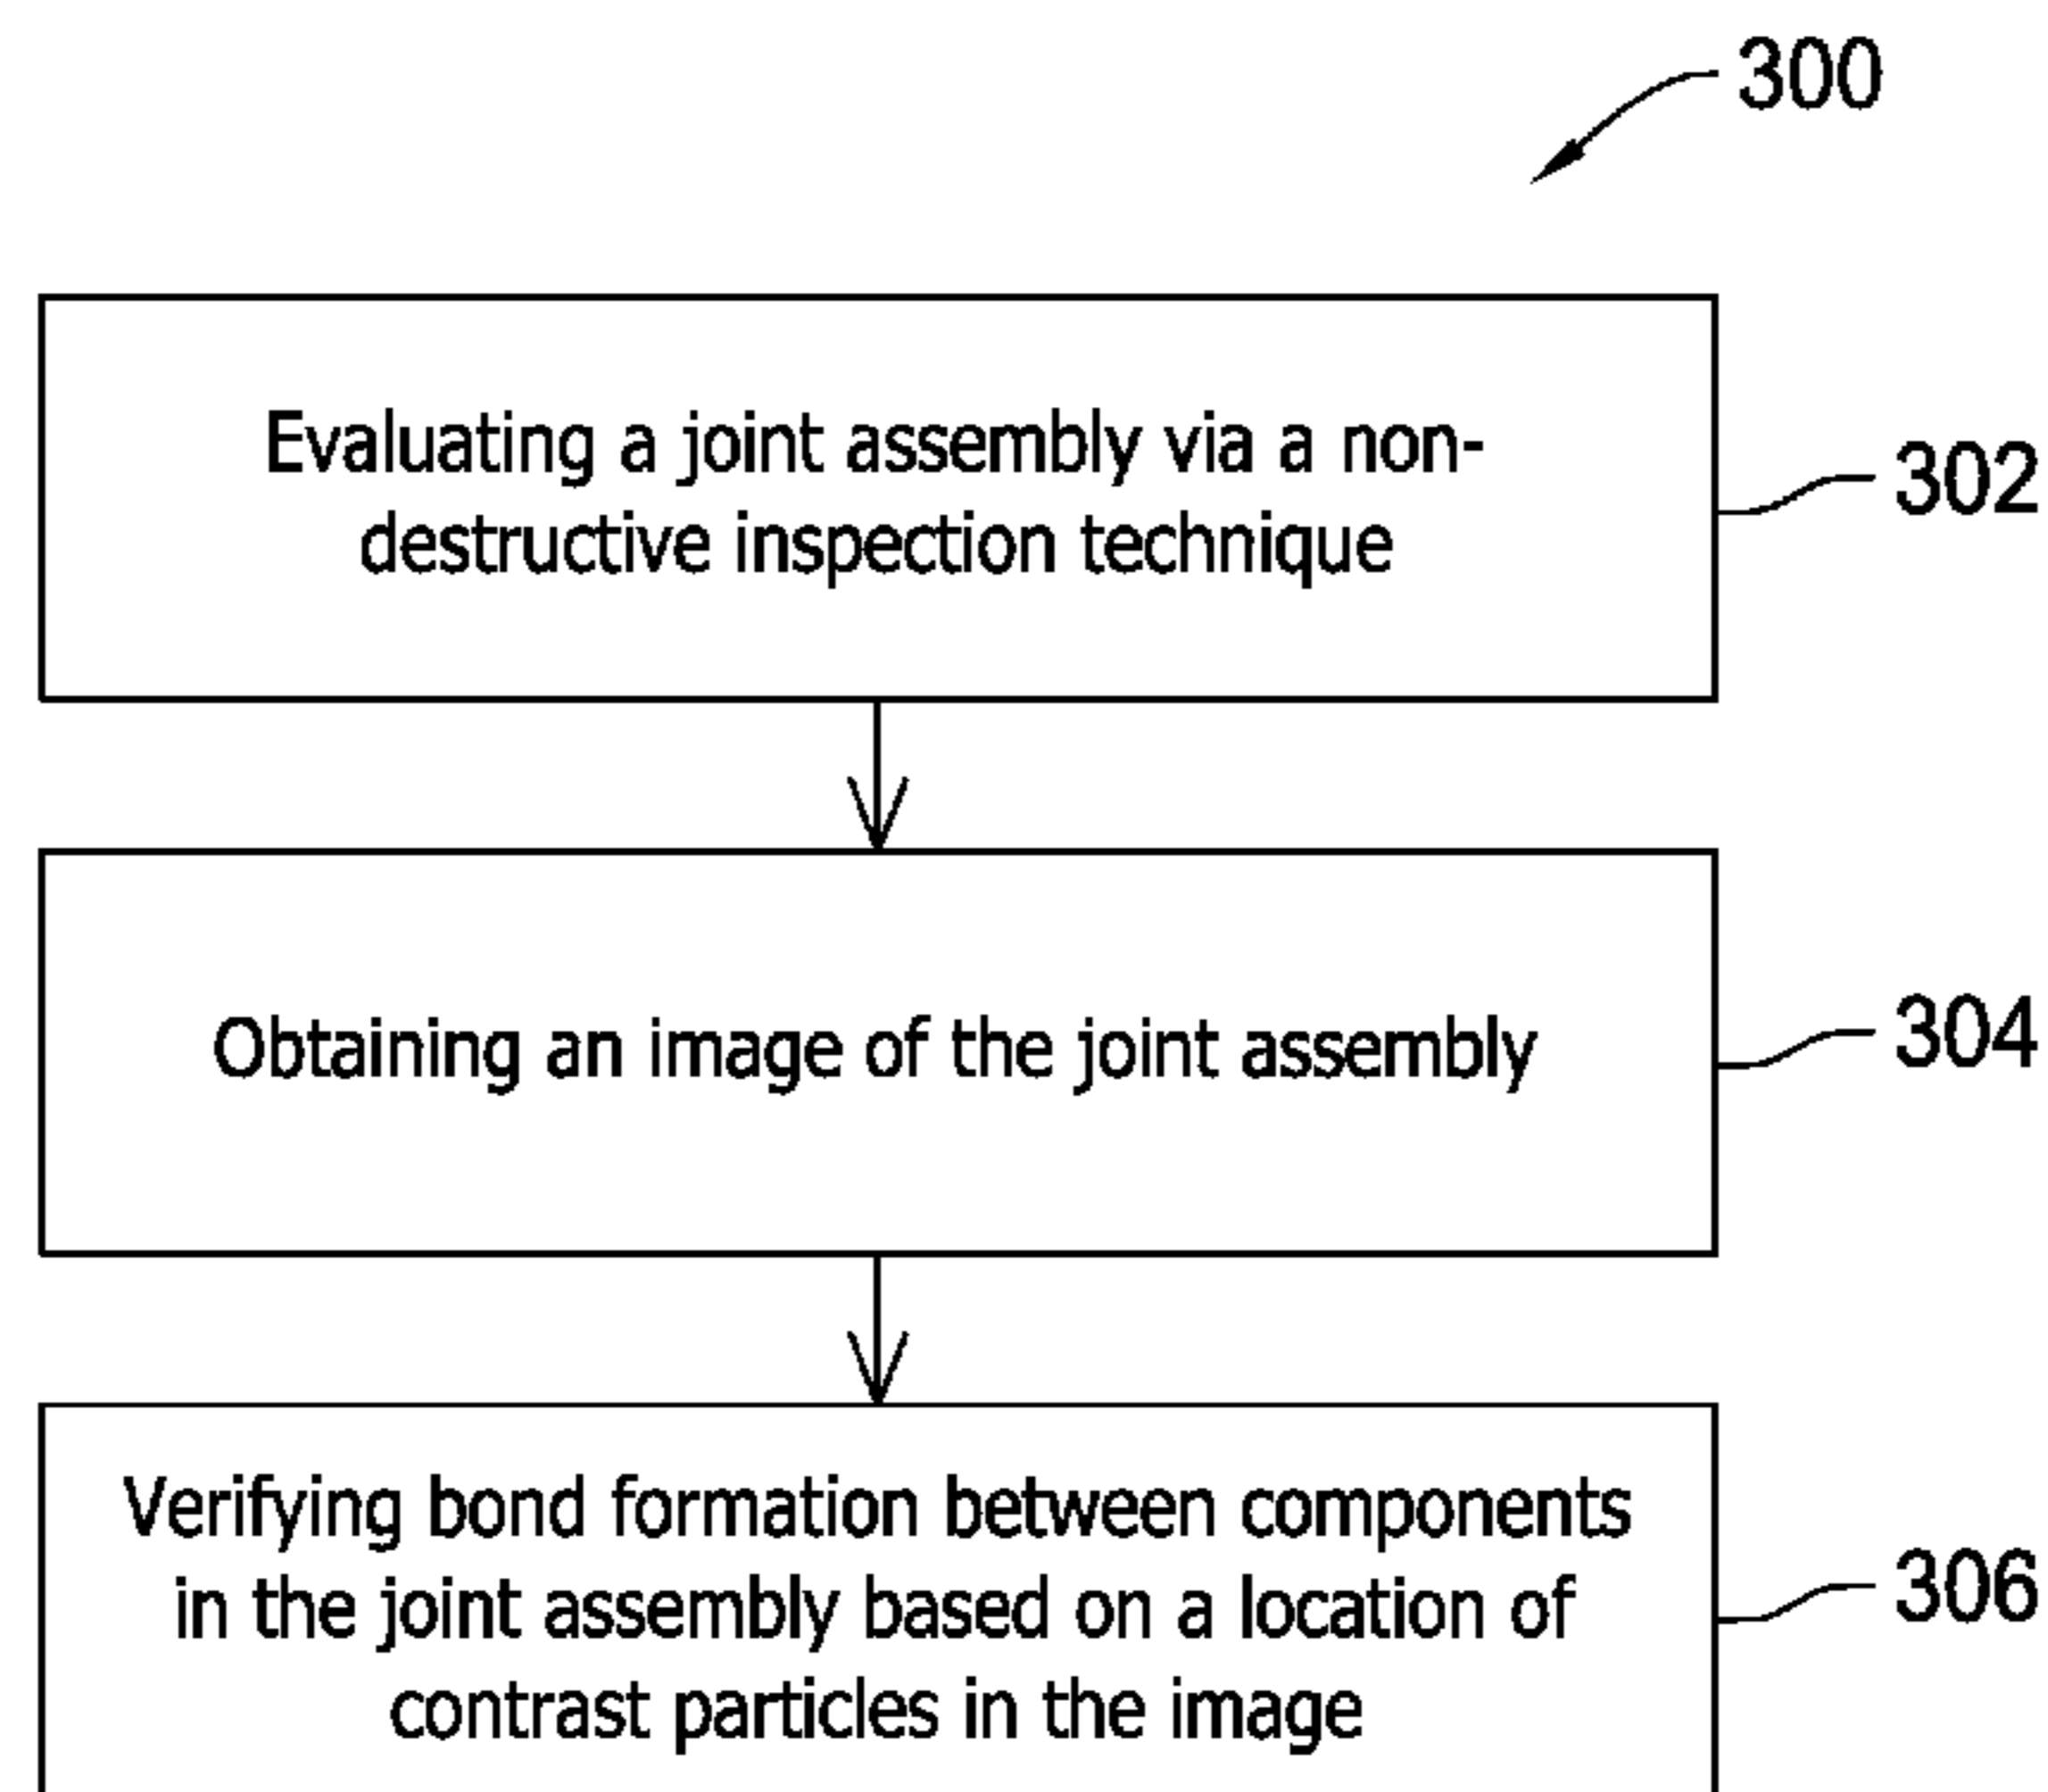 300
Evaluating a joint assembly via a non-
destructive inspection technique
302
Obtaining an image of the joint assembly
304
Verifying bond formation between components
in the joint assembly based on a location of
contrast particles in the image
306